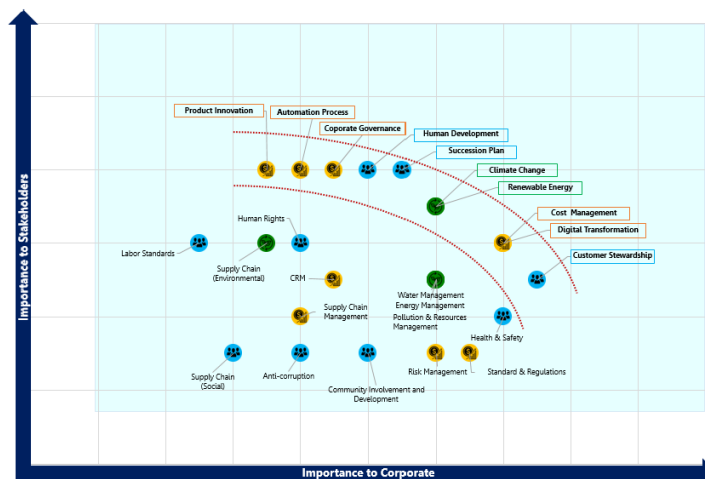 Importance to Stakeholders
Product Innovation
Automation Process
Coporate Governance
Human Development
Succession Plan
Climate Change
Renewable Energy
Cost Management
Digital Transformation
Customer Stewardship
Human Rights
Labor Standards
Supply Chain
(Environmental)
CRM
Supply Chain
Management
Water Management
Energy Management
Pollution & Resources
Management
Health & Safety
Supply Chain
(Social)
Anti-corruption
Community Involvement and
Development
Risk Management
Standard & Regulations
Importance to Corporate